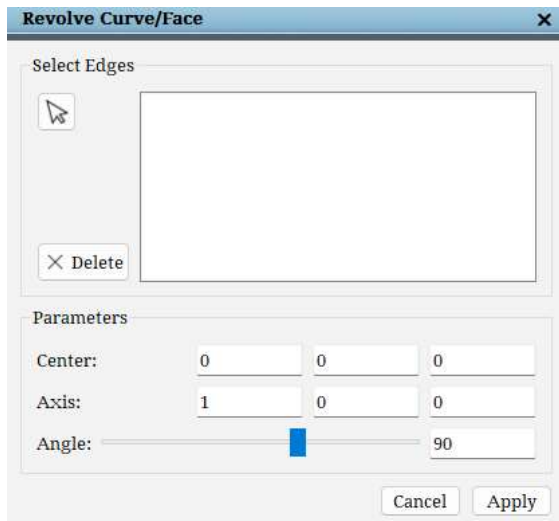 Revolve Curve/Face
Select Edges
Delete
Parameters
Center: 0 0 0
Axis: 1 0 0
Angle: 90
Cancel Apply